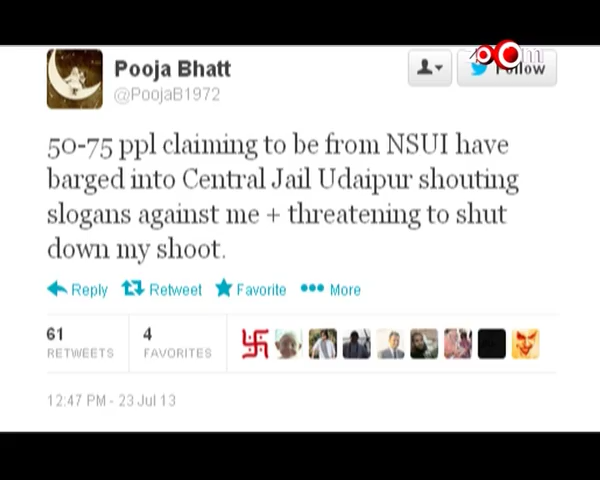 zoom
Pooja Bhatt
@PoojaB1972
50-75 ppl claiming to be from NSUI have
barged into Central Jail Udaipur shouting
slogans against me + threatening to shut
down my shoot.
Reply Retweet Favorite More
61 4
RETWEETS FAVORITES
12:47 PM - 23 Jul 13